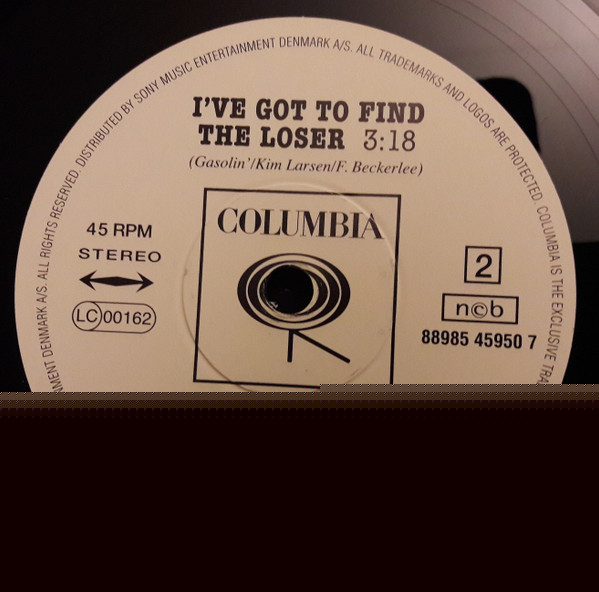 MENT DENMARK A/S. ALL RIGHTS RESERVED. DISTRIBUTED BY SONY MUSIC ENTERTAINMENT DENMARK A/S. ALL TRADEMARKS AND LOGOS ARE PROTECTED. COLUMBIA IS THE EXCLUSIVE TRA
I'VE GOT TO FIND
THE LOSER 3:18
(Gasolin'/Kim Larsen/F. Beckerlee)
COLUMBIA
45 RPM
STEREO
LC 00162
2
n©b
88985 45950 7